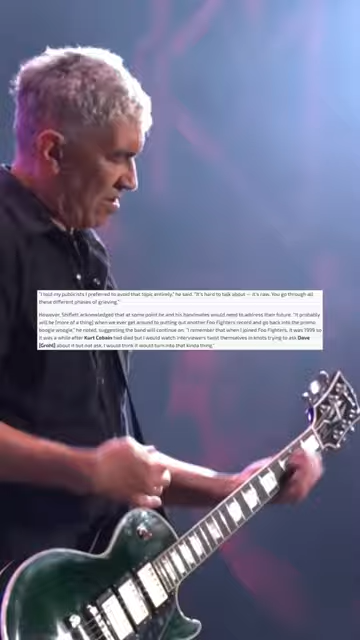 "I told my publicists I preferred to avoid that topic entirely," he said. "It's hard to talk about — it's raw. You go through all
these different phases of grieving."
However, Shiflett acknowledged that at some point he and his bandmates would need to address their future. "It probably
will be [more of a thing] when we ever get around to putting out another Foo Fighters record and go back into the promo
boogie woogie," he noted, suggesting the band will continue on. "I remember that when I joined Foo Fighters, it was 1999 so
it was a while after Kurt Cobain had died but I would watch interviewers twist themselves in knots trying to ask Dave
[Grohl] about it but not ask. I would think it would turn into that kinda thing."